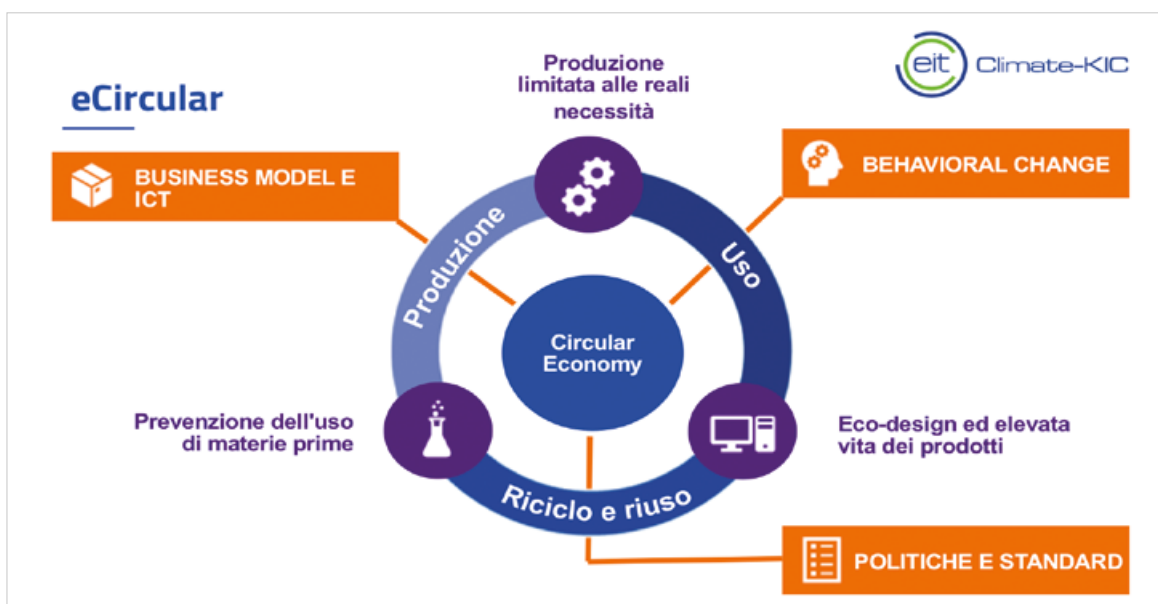 eCircular
eit Climate-KIC
Produzione
limitata alle reali
necessità
BUSINESS MODEL E
ICT
BEHAVIORAL CHANGE
Produzione
Uso
Circular
Economy
Prevenzione dell'uso
di materie prime
Eco-design ed elevata
vita dei prodotti
Riciclo e riuso
POLITICHE E STANDARD